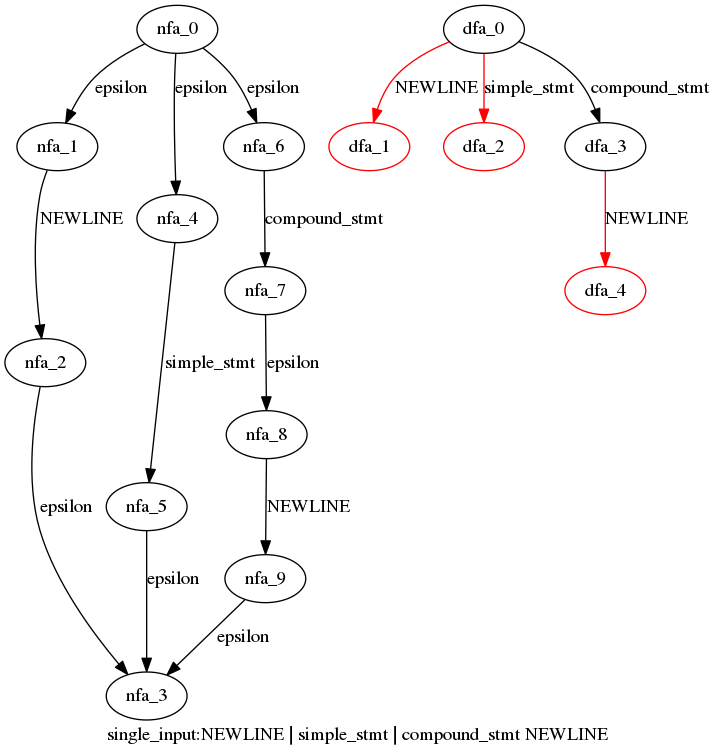 nfa_0
dfa_0
epsilon
epsilon
epsilon
NEWLINE
simple_stmt
compound_stmt
nfa_1
nfa_6
dfa_1
dfa_2
dfa_3
NEWLINE
nfa_4
compound_stmt
NEWLINE
nfa_7
dfa_4
nfa_2
simple_stmt
epsilon
nfa_8
epsilon
nfa_5
NEWLINE
epsilon
nfa_9
epsilon
nfa_3
single_input:NEWLINE | simple_stmt | compound_stmt NEWLINE